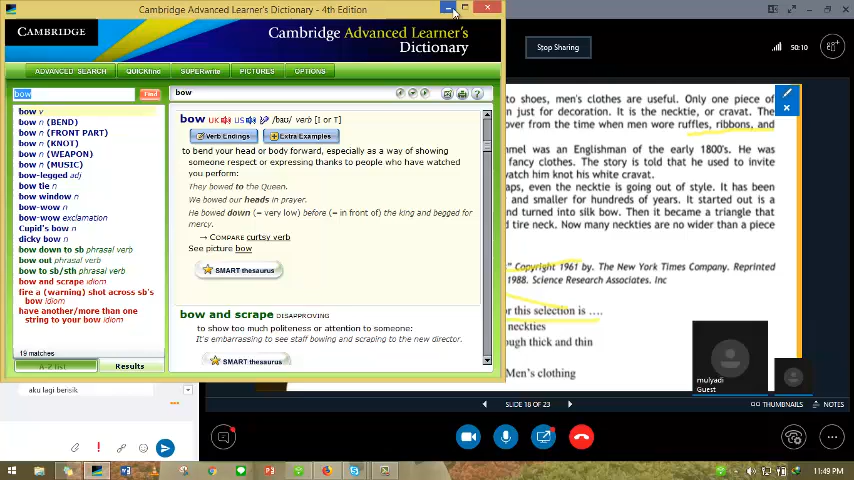 Cambridge Advanced Learner's Dictionary - 4th Edition
CAMBRIDGE
Cambridge Advanced Learner's
Dictionary
ADVANCED SEARCH
QUICKfind
SUPERwrite
PICTURES
OPTIONS
bow
Find
bow
bow v
bow n (BEND)
bow n (FRONT PART)
bow n (KNOT)
bow n (WEAPON)
bow n (MUSIC)
bow-legged adj
bow tie n
bow window n
bow-wow n
bow-wow exclamation
Cupid's bow n
dicky bow n
bow down to sb phrasal verb
bow out phrasal verb
bow to sb/sth phrasal verb
bow and scrape idiom
fire a (warning) shot across sb's
bow idiom
have another/more than one
string to your bow idiom
19 matches
A-Z list
Results
bow UK US /baʊ/ verb [I or T]
Verb Endings
Extra Examples
to bend your head or body forward, especially as a way of showing
someone respect or expressing thanks to people who have watched
you perform:
They bowed to the Queen.
We bowed our heads in prayer.
He bowed down (= very low) before (= in front of) the king and begged for
mercy.
→ COMPARE curtsy verb
See picture bow
SMART thesaurus
bow and scrape DISAPPROVING
to show too much politeness or attention to someone:
It's embarrassing to see staff bowing and scraping to the new director.
SMART thesaurus
aku lagi berisik
Stop Sharing
50:10
to shoes, men's clothes are useful. Only one piece of
n just for decoration. It is the necktie, or cravat. The
over from the time when men wore ruffles, ribbons, and
mmel was an Englishman of the early 1800's. He was
fancy clothes. The story is told that he used to invite
watch him knot his white cravat.
aps, even the necktie is going out of style. It has been
and smaller for hundreds of years. It started out is a
and turned into silk bow. Then it became a triangle that
d tire neck. Now many neckties are no wider than a piece
" Copyright 1961 by. The New York Times Company. Reprinted
1988. Science Research Associates. Inc
or this selection is ….
neckties
ough thick and thin
Men's clothing
mulyadi
Guest
SLIDE 18 OF 23
THUMBNAILS
NOTES
11:49 PM